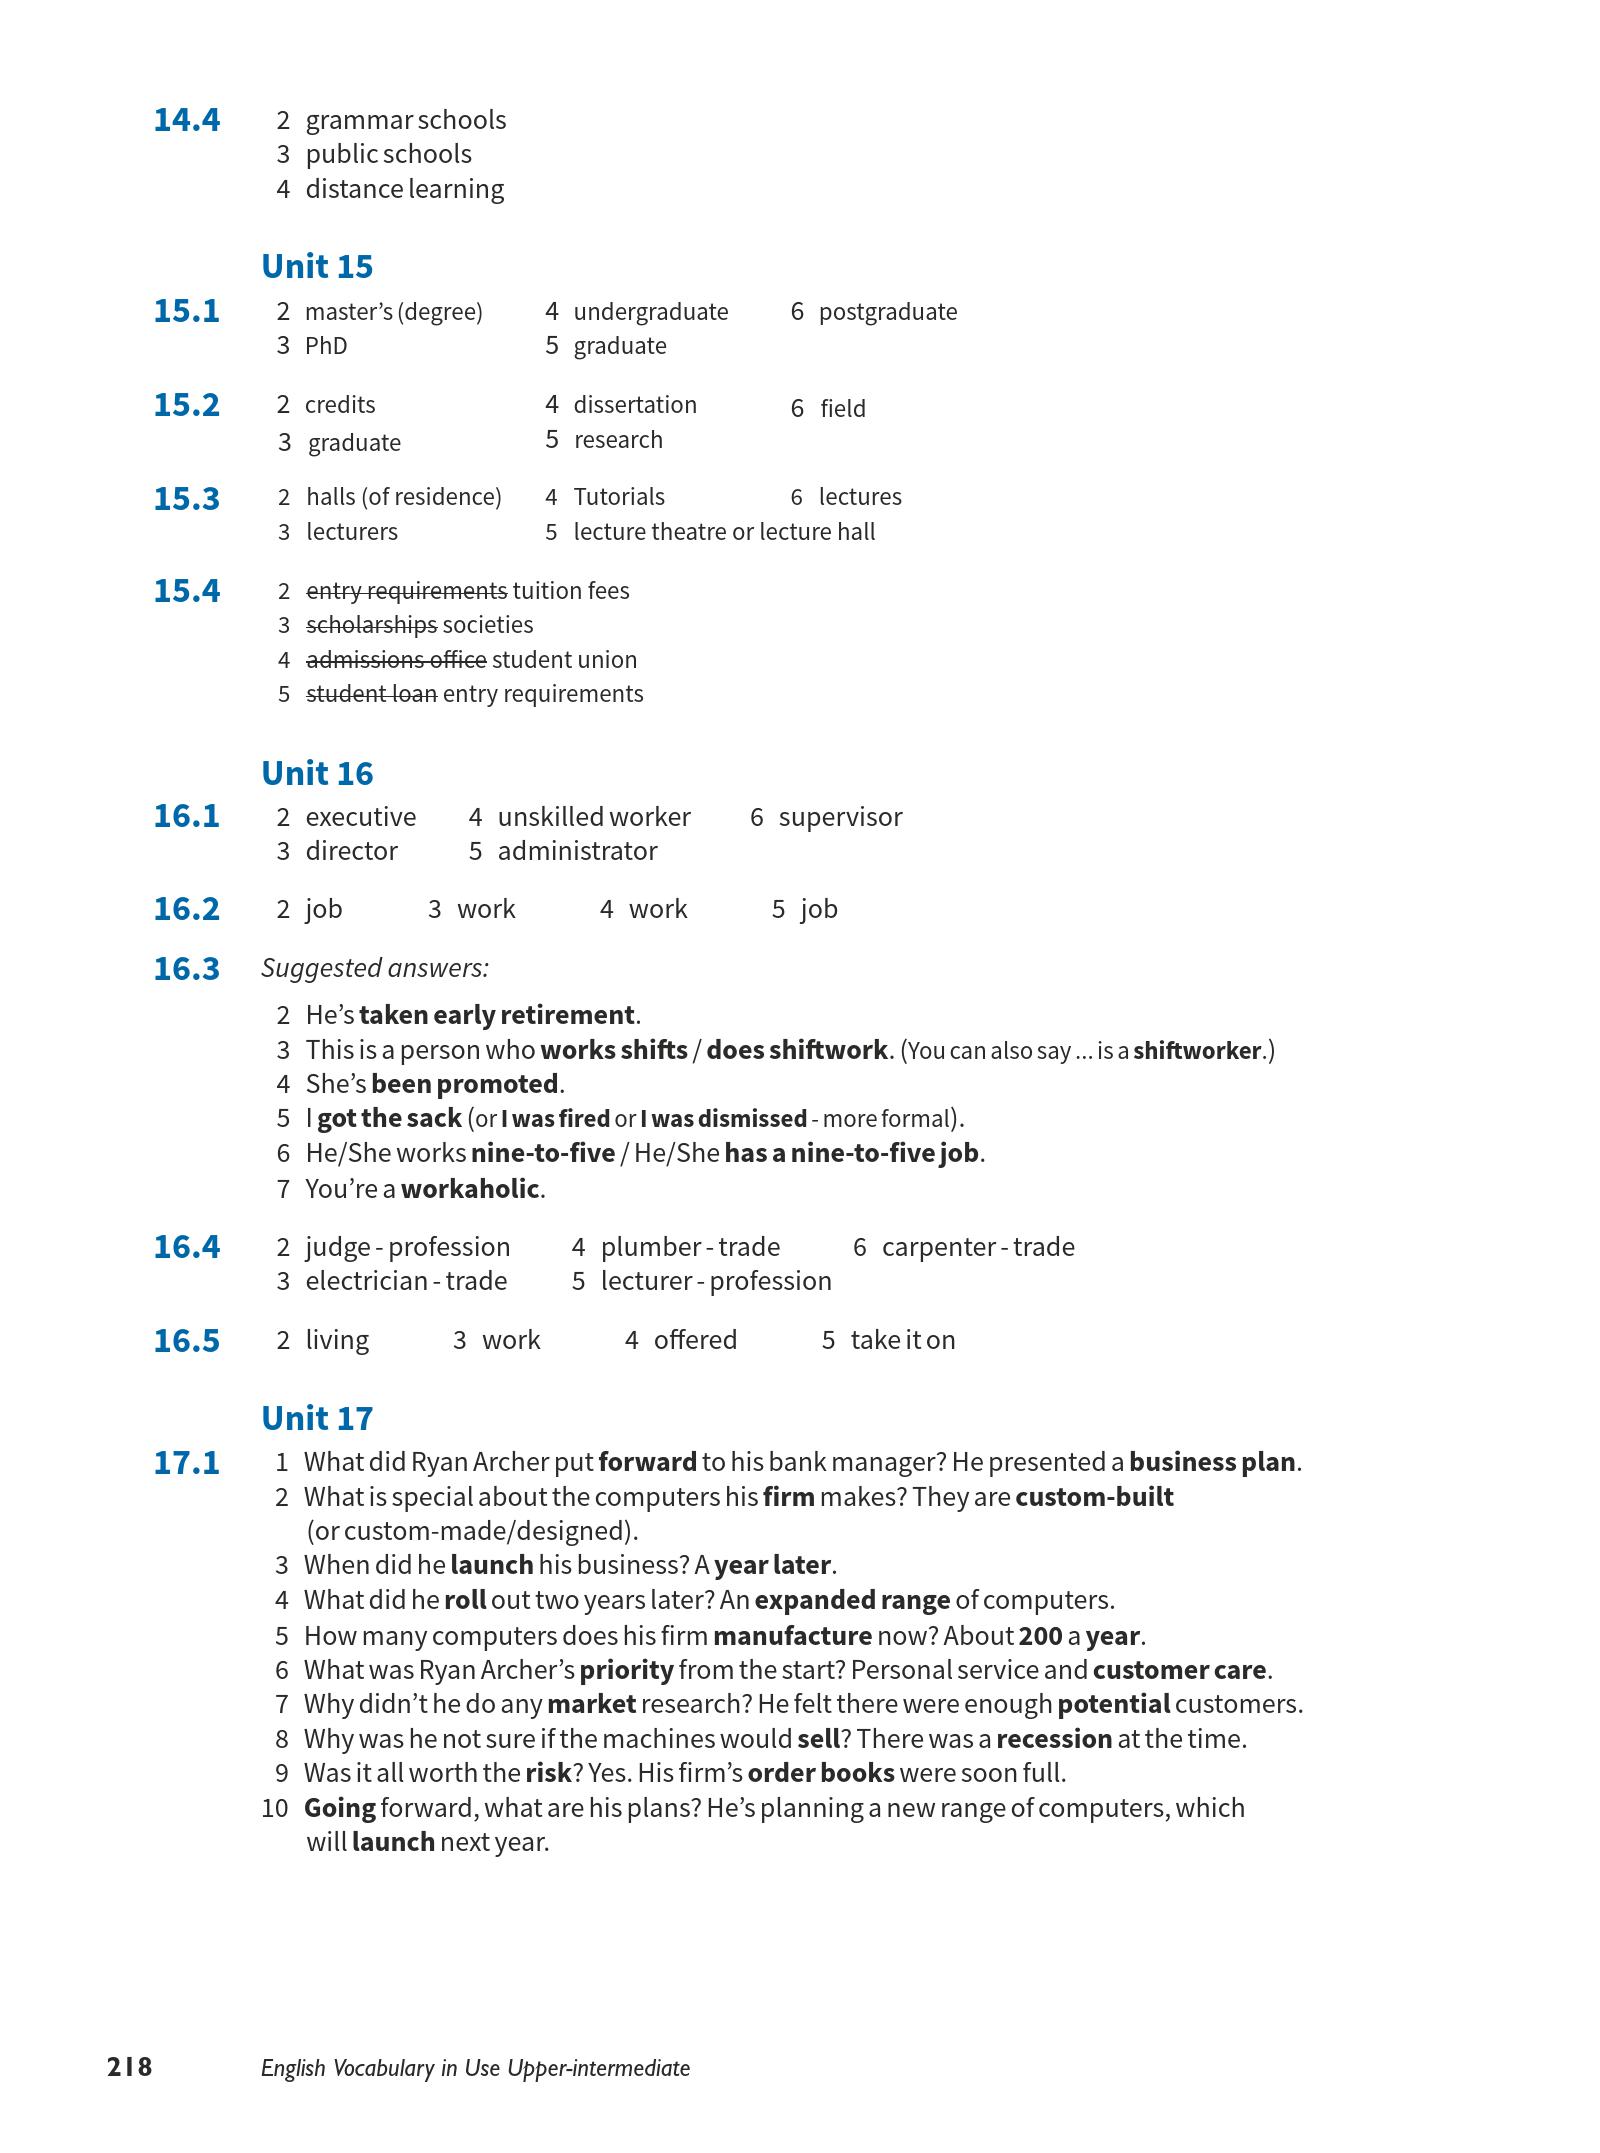 14.4 2 grammar schools
3 public schools
4 distance learning
Unit 15
15.1 2 master’s (degree) 4 undergraduate 6 postgraduate
3 PhD 5 graduate
15.2 2 credits 4 dissertation 6 field
3 graduate 5 research
15.3 2 halls (of residence) 4 Tutorials 6 lectures
3 lecturers 5 lecture theatre or lecture hall
15.4 2 entry requirements tuition fees
3 scholarships societies
4 admissions office student union
5 student loan entry requirements
Unit 16
16.1 2 executive 4 unskilled worker 6 supervisor
3 director 5 administrator
16.2 2 job 3 work 4 work 5 job
16.3 Suggested answers:
2 He’s taken early retirement.
3 This is a person who works shifts / does shiftwork. (You can also say ... is a shiftworker.)
4 She’s been promoted.
5 I got the sack (or I was fired or I was dismissed - more formal).
6 He/She works nine-to-five / He/She has a nine-to-five job.
7 You’re a workaholic.
16.4 2 judge - profession 4 plumber - trade 6 carpenter - trade
3 electrician - trade 5 lecturer - profession
16.5 2 living 3 work 4 offered 5 take it on
Unit 17
17.1 1 What did Ryan Archer put forward to his bank manager? He presented a business plan.
2 What is special about the computers his firm makes? They are custom-built
(or custom-made/designed).
3 When did he launch his business? A year later.
4 What did he roll out two years later? An expanded range of computers.
5 How many computers does his firm manufacture now? About 200 a year.
6 What was Ryan Archer’s priority from the start? Personal service and customer care.
7 Why didn’t he do any market research? He felt there were enough potential customers.
8 Why was he not sure if the machines would sell? There was a recession at the time.
9 Was it all worth the risk? Yes. His firm’s order books were soon full.
10 Going forward, what are his plans? He’s planning a new range of computers, which
will launch next year.
218 English Vocabulary in Use Upper-intermediate